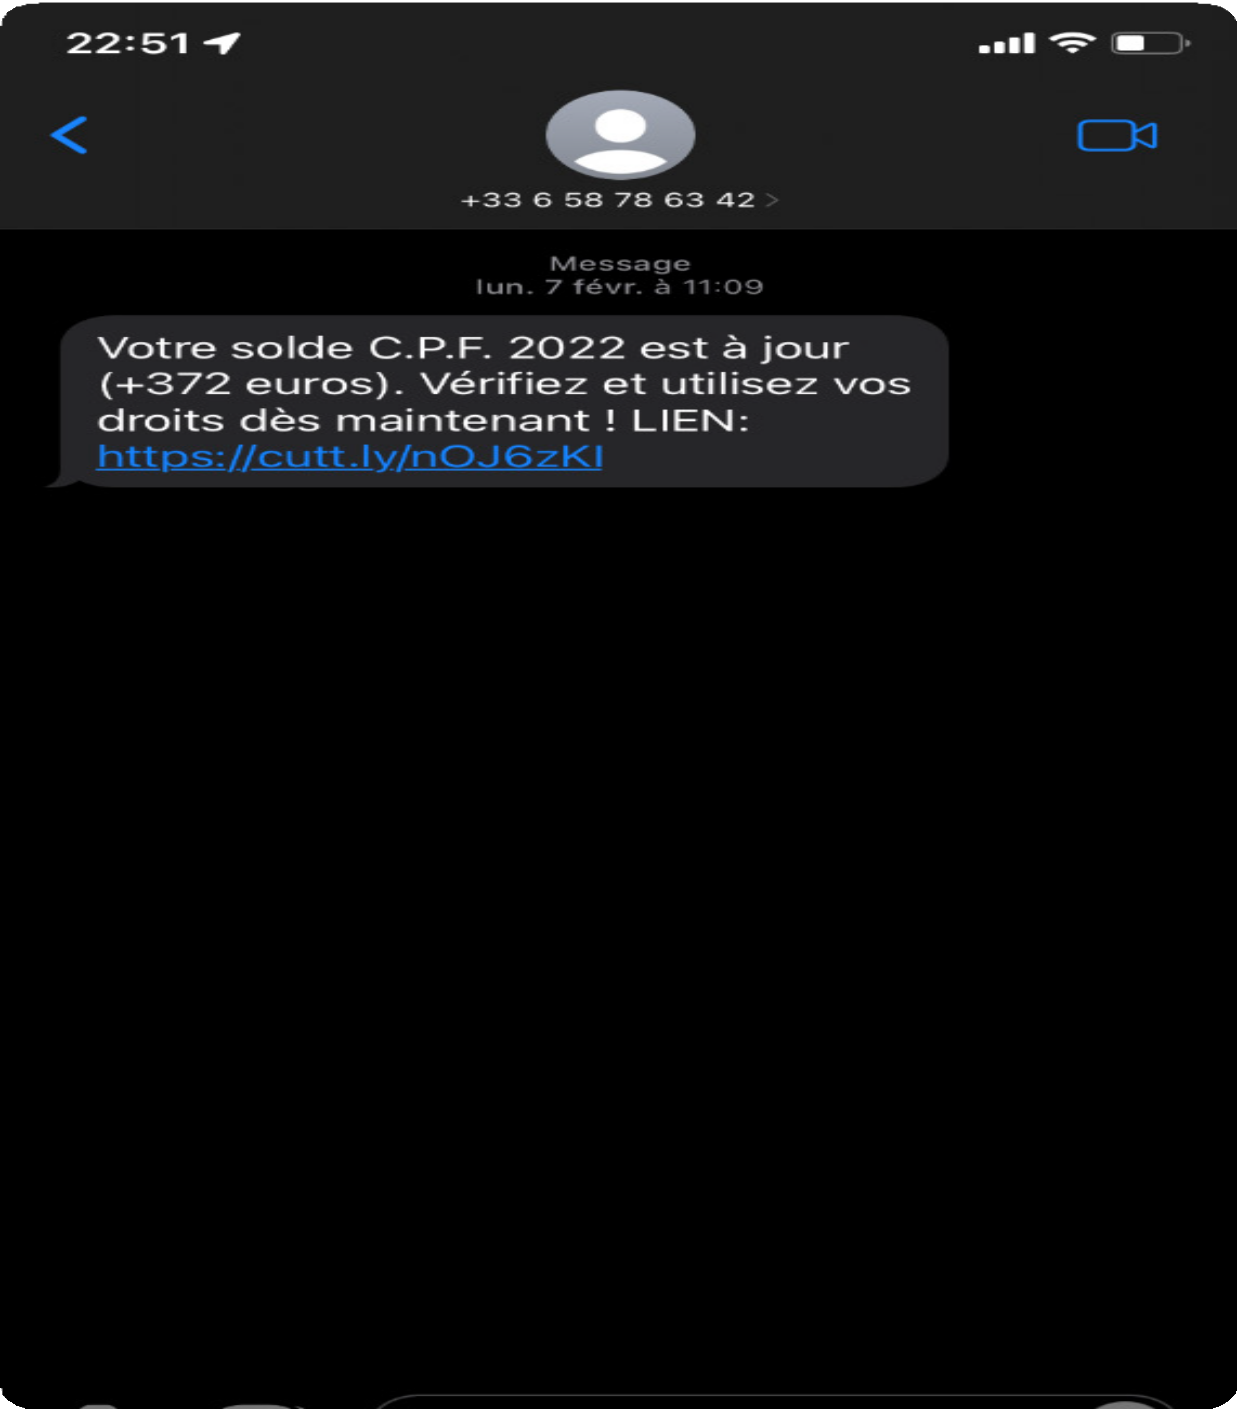 22:51
+33 6 58 78 63 42 >
Message
lun. 7 févr. à 11:09
Votre solde C.P.F. 2022 est à jour
(+372 euros). Vérifiez et utilisez vos
droits dès maintenant ! LIEN:
https://cutt.ly/nOJ6zKI